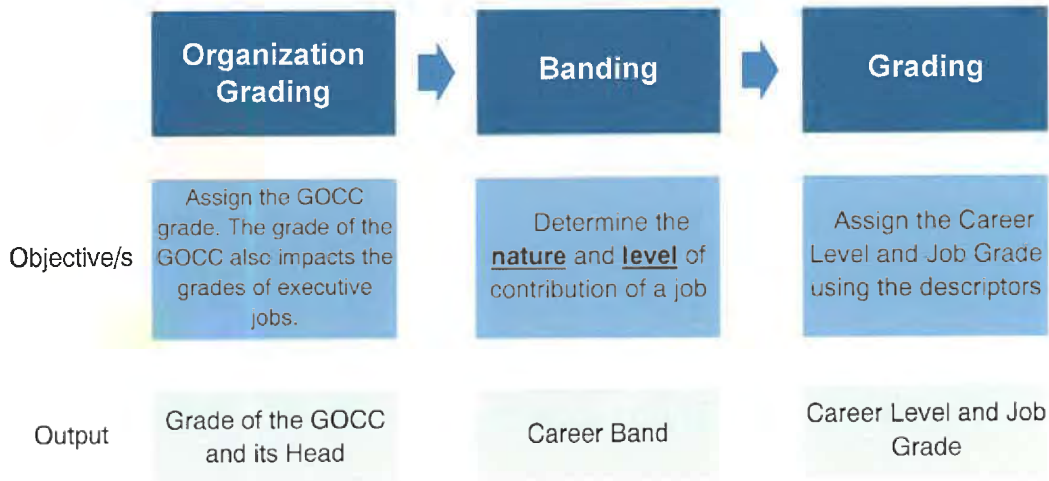 Organization
Grading
Banding
Grading
Objective/s
Assign the GOCC
grade. The grade of the
GOCC also impacts the
grades of executive
jobs.
Determine the
nature and level of
contribution of a job
Assign the Career
Level and Job Grade
using the descriptors
Output
Grade of the GOCC
and its Head
Career Band
Career Level and Job
Grade